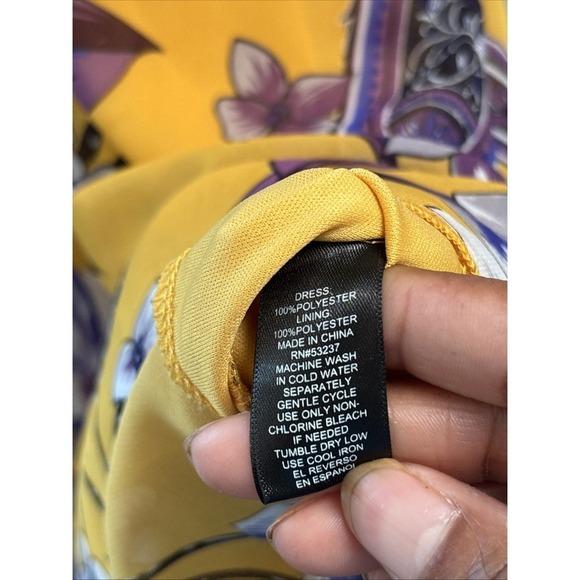 DRESS:
100%POLYESTER
LINING:
100%POLYESTER
MADE IN CHINA
RN#53237
MACHINE WASH
IN COLD WATER
SEPARATELY
GENTLE CYCLE
USE ONLY NON-
CHLORINE BLEACH
IF NEEDED
TUMBLE DRY LOW
USE COOL IRON
EL REVERSO
EN ESPANOL